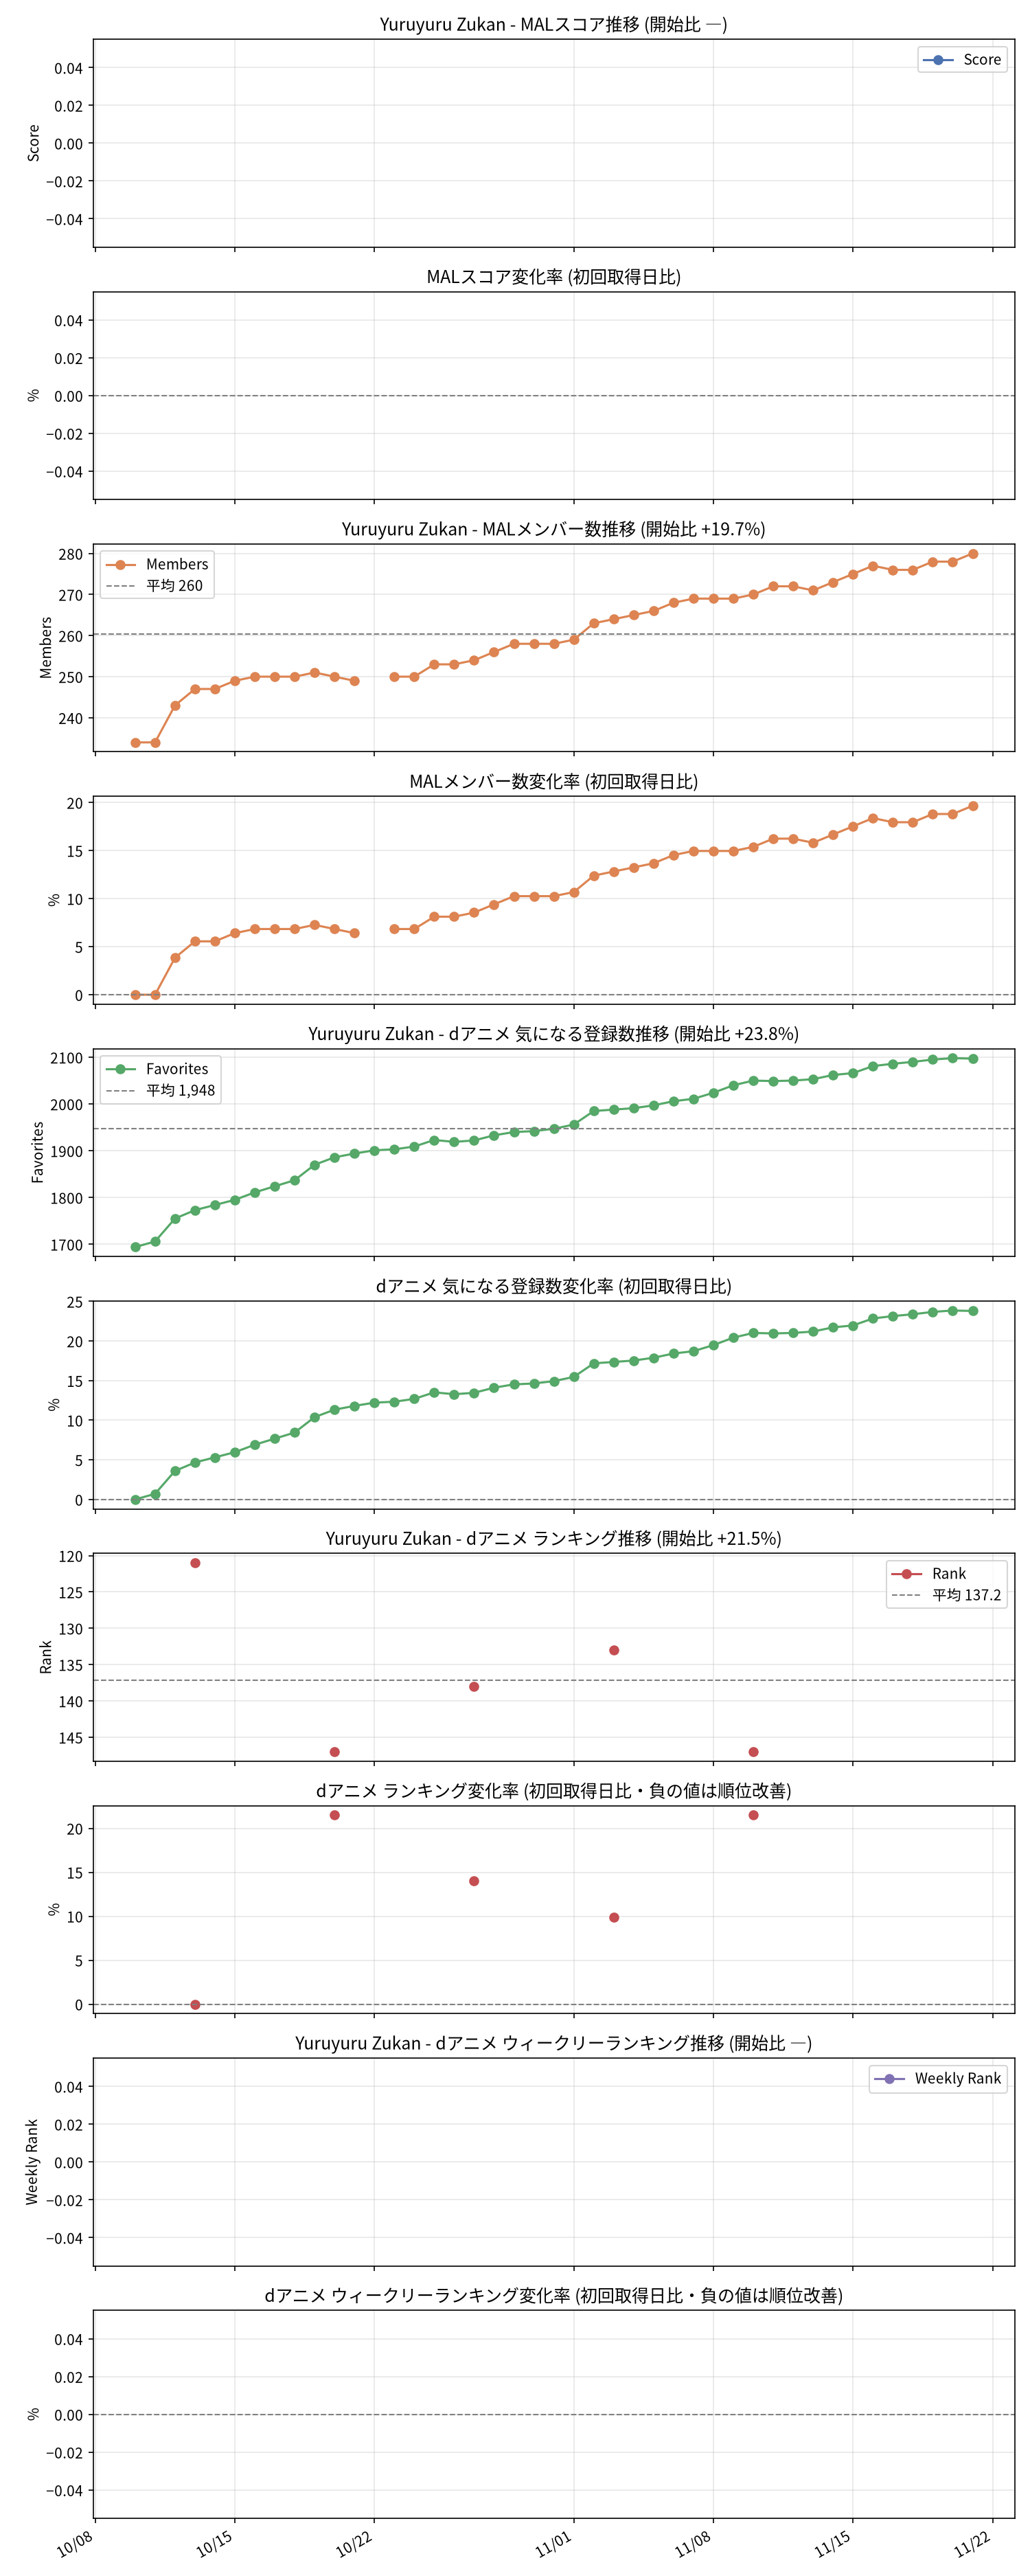 Yuruyuru Zukan - MALスコア推移 (開始比 —)
Score
0.04
0.02
0.00
−0.02
−0.04
Score
MALスコア変化率 (初回取得日比)
0.04
0.02
0.00
−0.02
−0.04
%
Yuruyuru Zukan - MALメンバー数推移 (開始比 +19.7%)
Members
平均 260
280
270
260
250
240
Members
MALメンバー数変化率 (初回取得日比)
20
15
10
5
0
%
Yuruyuru Zukan - dアニメ 気になる登録数推移 (開始比 +23.8%)
Favorites
平均 1,948
2100
2000
1900
1800
1700
Favorites
dアニメ 気になる登録数変化率 (初回取得日比)
25
20
15
10
5
0
%
Yuruyuru Zukan - dアニメ ランキング推移 (開始比 +21.5%)
Rank
平均 137.2
120
125
130
135
140
145
Rank
dアニメ ランキング変化率 (初回取得日比・負の値は順位改善)
20
15
10
5
0
%
Yuruyuru Zukan - dアニメ ウィークリーランキング推移 (開始比 —)
Weekly Rank
0.04
0.02
0.00
−0.02
−0.04
Weekly Rank
dアニメ ウィークリーランキング変化率 (初回取得日比・負の値は順位改善)
0.04
0.02
0.00
−0.02
−0.04
%
10/08
10/15
10/22
11/01
11/08
11/15
11/22